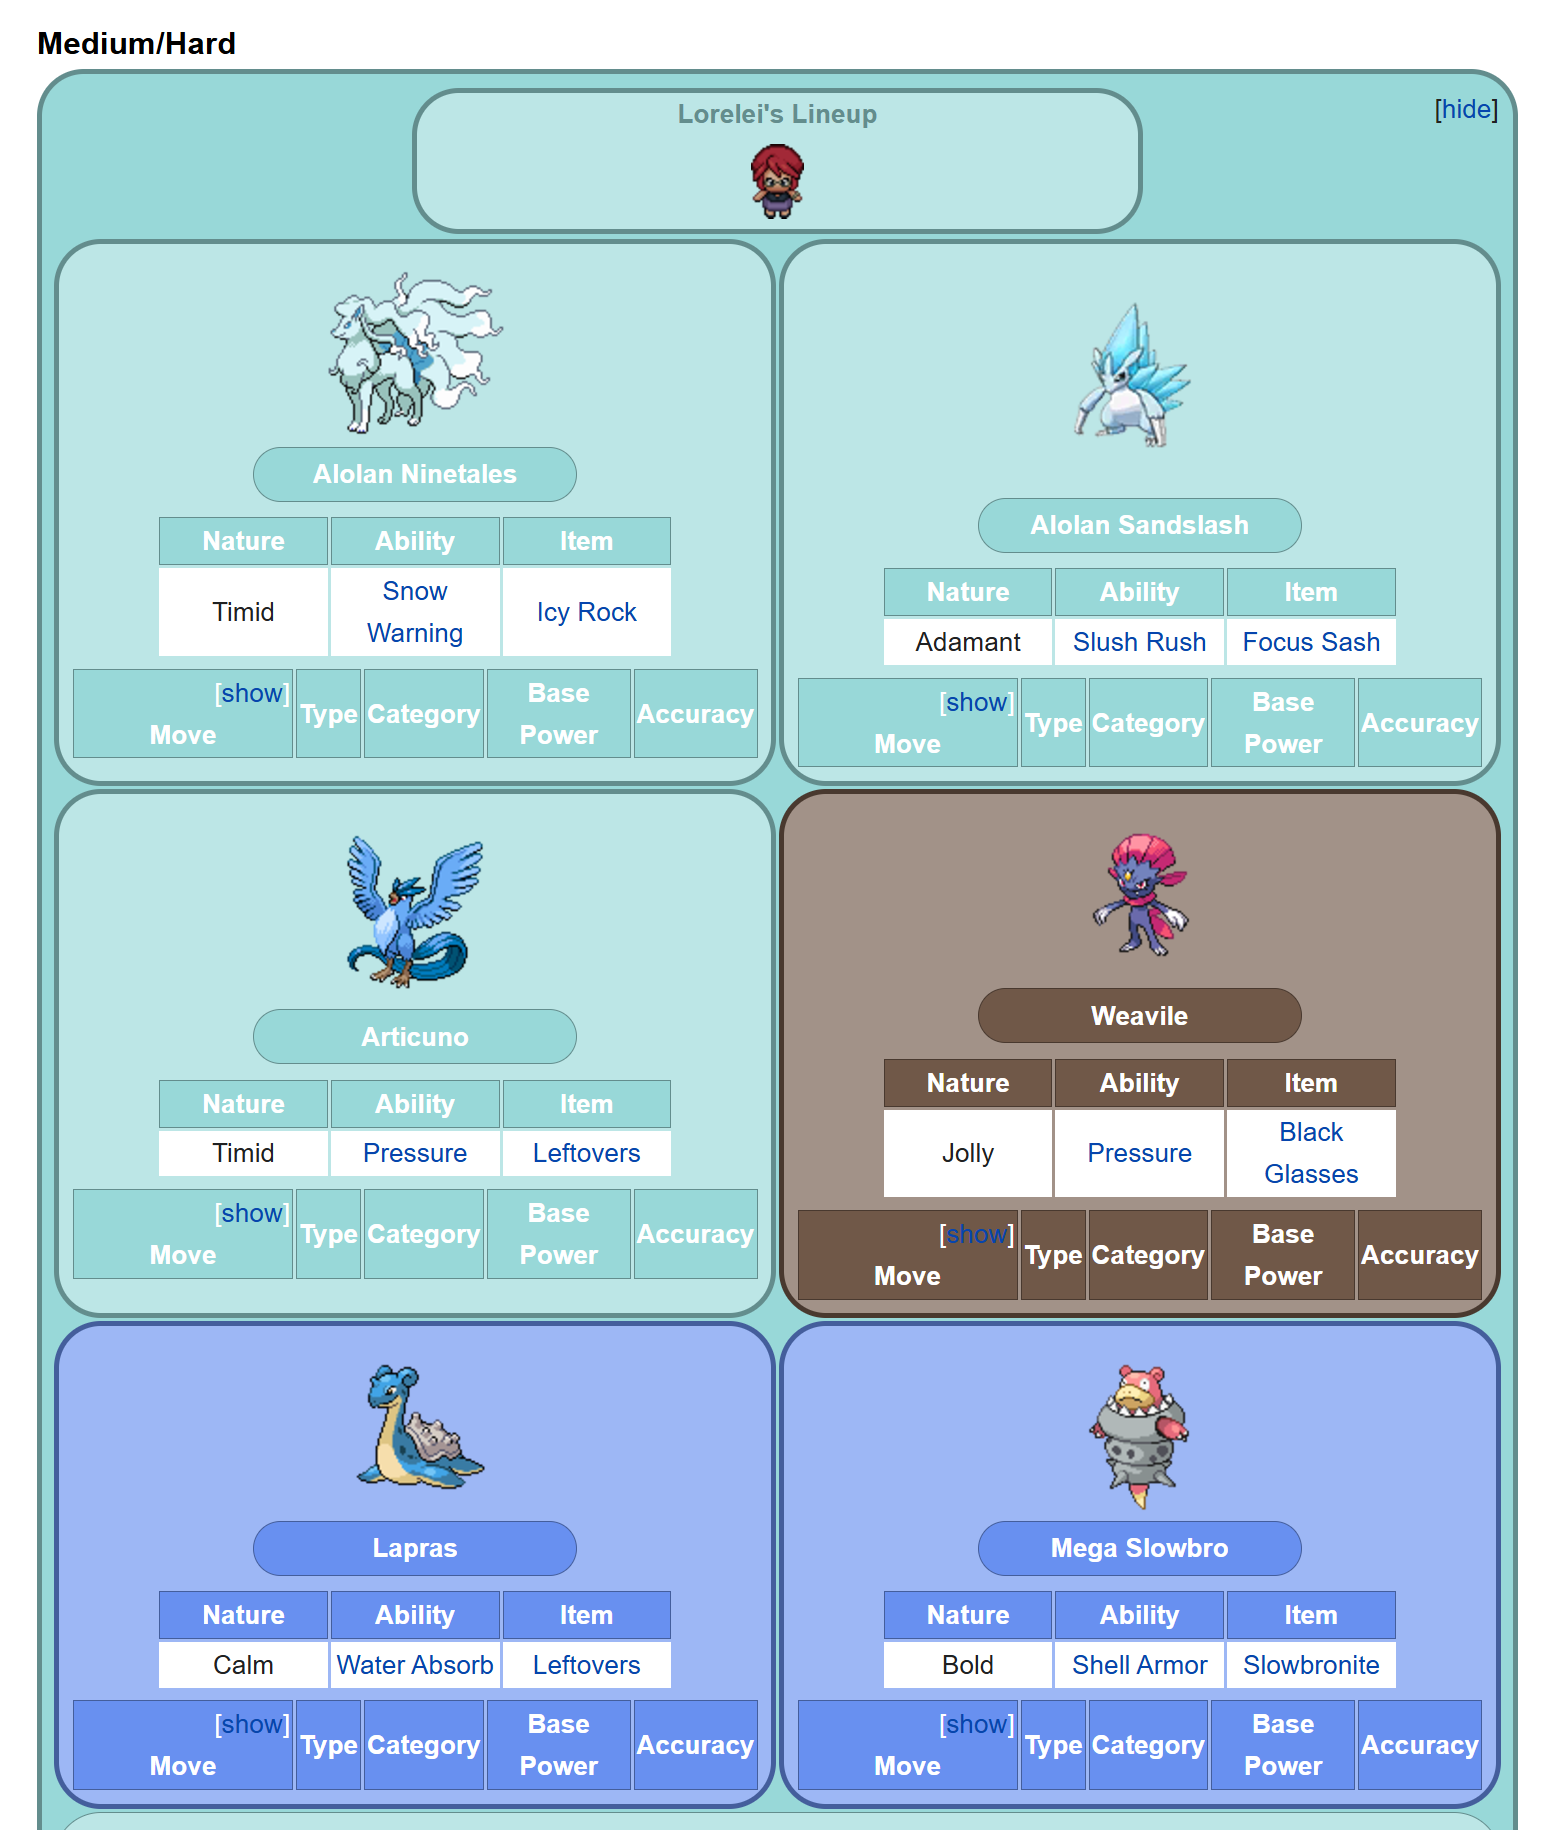 Medium/Hard
Lorelei's Lineup
[hide]
Alolan Ninetales
Nature Ability Item
Timid Snow Warning Icy Rock
[show]
Move Type Category Base Power Accuracy
Alolan Sandslash
Nature Ability Item
Adamant Slush Rush Focus Sash
[show]
Move Type Category Base Power Accuracy
Articuno
Nature Ability Item
Timid Pressure Leftovers
[show]
Move Type Category Base Power Accuracy
Weavile
Nature Ability Item
Jolly Pressure Black Glasses
[show]
Move Type Category Base Power Accuracy
Lapras
Nature Ability Item
Calm Water Absorb Leftovers
[show]
Move Type Category Base Power Accuracy
Mega Slowbro
Nature Ability Item
Bold Shell Armor Slowbronite
[show]
Move Type Category Base Power Accuracy